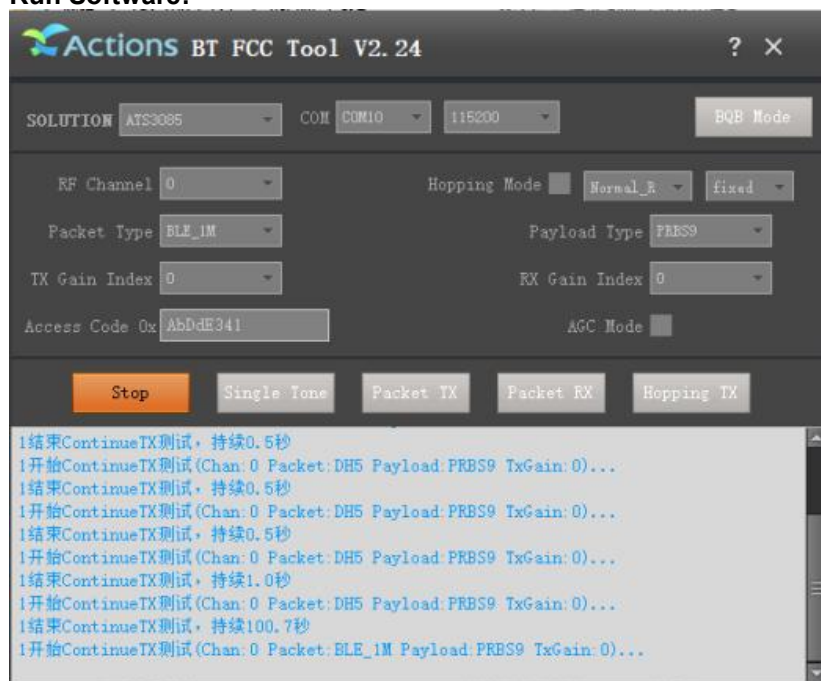 Run Software:
Actions BT FCC Tool V2.24 ? ×
SOLUTION ATS3085 COM COM10 115200 BQB Mode
RF Channel 0 Hopping Mode Normal_R fixed
Packet Type BLE_1M Payload Type PRBS9
TX Gain Index 0 RX Gain Index 0
Access Code 0x AbDdE341 AGC Mode
Stop Single Tone Packet TX Packet RX Hopping TX
1结束ContinueTX测试，持续0.5秒
1开始ContinueTX测试(Chan:0 Packet:DH5 Payload:PRBS9 TxGain:0)...
1结束ContinueTX测试，持续0.5秒
1开始ContinueTX测试(Chan:0 Packet:DH5 Payload:PRBS9 TxGain:0)...
1结束ContinueTX测试，持续0.5秒
1开始ContinueTX测试(Chan:0 Packet:DH5 Payload:PRBS9 TxGain:0)...
1结束ContinueTX测试，持续1.0秒
1开始ContinueTX测试(Chan:0 Packet:DH5 Payload:PRBS9 TxGain:0)...
1结束ContinueTX测试，持续100.7秒
1开始ContinueTX测试(Chan:0 Packet:BLE_1M Payload:PRBS9 TxGain:0)...